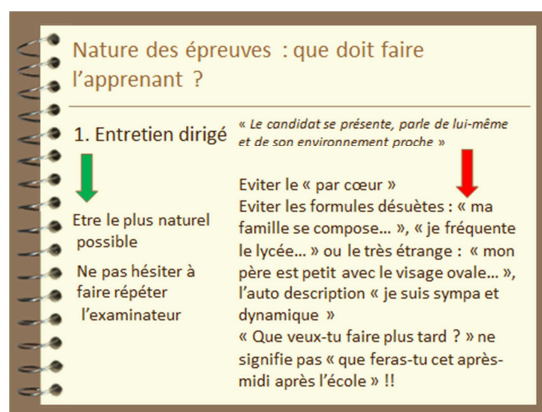 Nature des épreuves : que doit faire
l'apprenant ?
1. Entretien dirigé
« Le candidat se présente, parle de lui-même
et de son environnement proche »
Etre le plus naturel
possible
Ne pas hésiter à
faire répéter
l'examinateur
Eviter le « par cœur »
Eviter les formules désuètes : « ma
famille se compose... », « je fréquente
le lycée... » ou le très étrange : « mon
père est petit avec le visage ovale... »,
l'auto description « je suis sympa et
dynamique »
« Que veux-tu faire plus tard ? » ne
signifie pas « que feras-tu cet après-
midi après l'école » !!